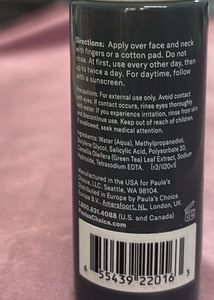 Directions: Apply over face and neck
with fingers or a cotton pad. Do not
rinse. At first, use every other day, then
up to twice a day. For daytime, follow
with a sunscreen.
Precautions: For external use only. Avoid contact
with eyes. If contact occurs, rinse eyes thoroughly
with water. If you experience irritation, rinse from skin
and discontinue use. Keep out of reach of children.
If swallowed, seek medical attention.
Ingredients: Water (Aqua), Methylpropanediol,
Butylene Glycol, Salicylic Acid, Polysorbate 20,
Camellia Oleifera (Green Tea) Leaf Extract, Sodium
Hydroxide, Tetrasodium EDTA.
Manufactured in the USA for Paula's
Choice, LLC. Seattle, WA 98104.
Distributed in Europe by Paula's Choice
Europe B.V., Amersfoort, NL. London, UK.
1.800.831.4088 (U.S. and Canada)
PaulasChoice.com
6 55439 22016 3